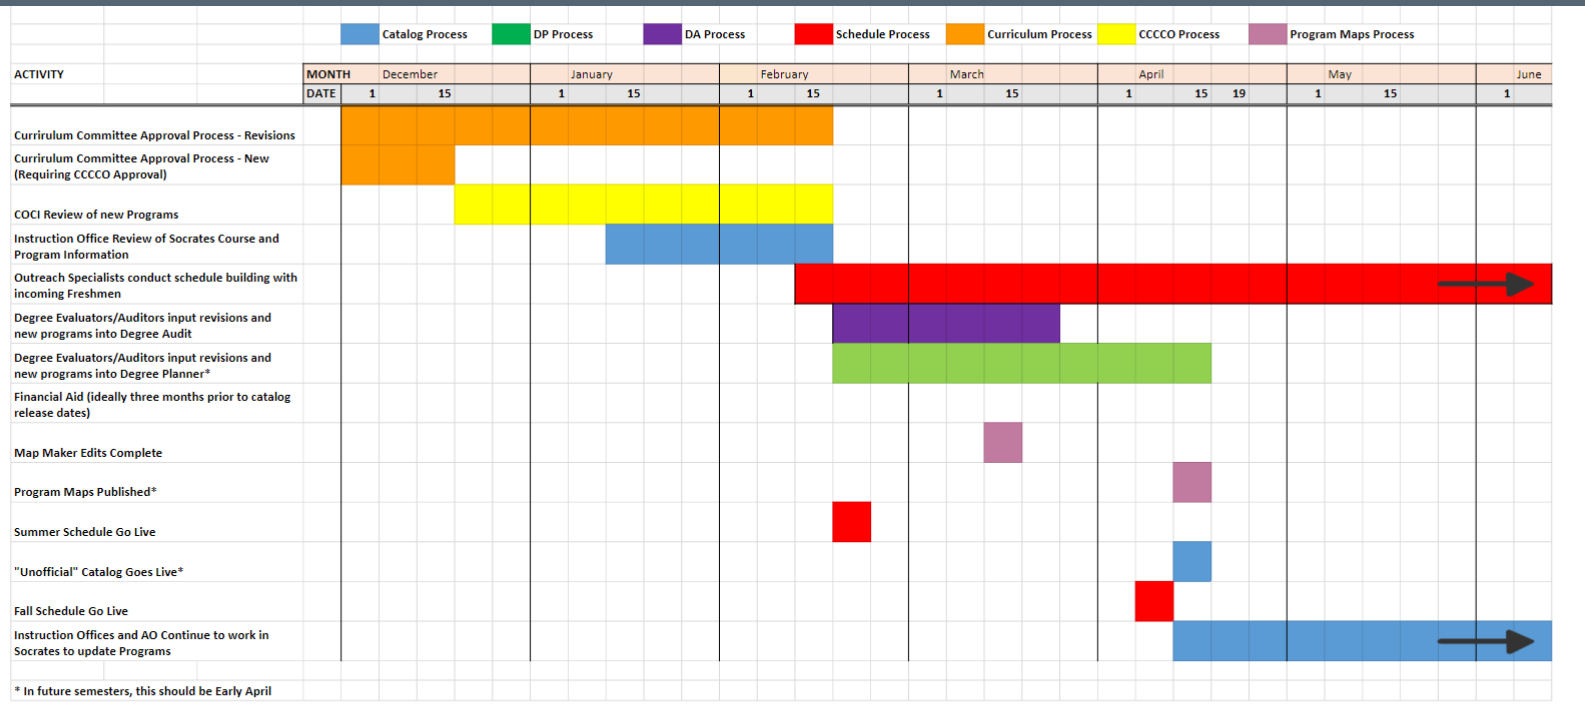 Catalog Process DP Process DA Process Schedule Process Curriculum Process CCCCO Process Program Maps Process
ACTIVITY MONTH December January February March April May June
DATE 1 15 1 15 1 15 1 15 1 15 19 1 15 1
Currirulum Committee Approval Process - Revisions
Currirulum Committee Approval Process - New
(Requiring CCCCO Approval)
COCI Review of new Programs
Instruction Office Review of Socrates Course and
Program Information
Outreach Specialists conduct schedule building with
incoming Freshmen
Degree Evaluators/Auditors input revisions and
new programs into Degree Audit
Degree Evaluators/Auditors input revisions and
new programs into Degree Planner*
Financial Aid (ideally three months prior to catalog
release dates)
Map Maker Edits Complete
Program Maps Published*
Summer Schedule Go Live
"Unofficial" Catalog Goes Live*
Fall Schedule Go Live
Instruction Offices and AO Continue to work in
Socrates to update Programs
* In future semesters, this should be Early April